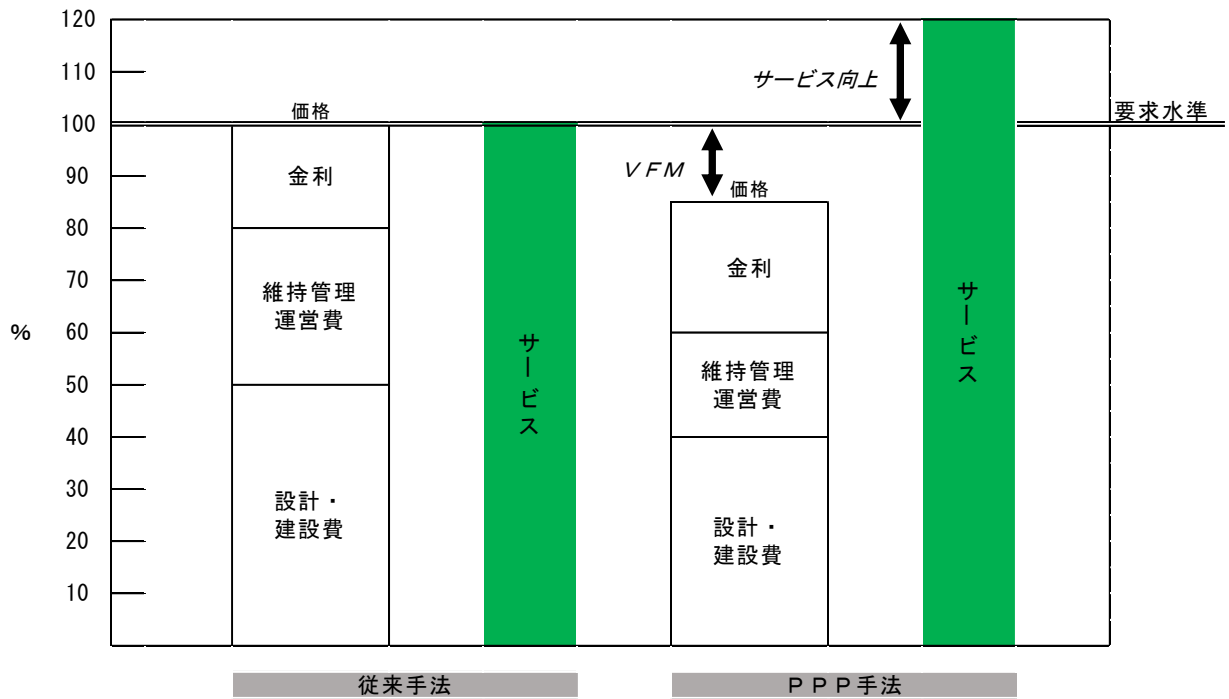 120
110
100
90
80
70
60
50
40
30
20
10
%
価格
金利
維持管理
運営費
設計・
建設費
サービス
VFM
価格
金利
維持管理
運営費
設計・
建設費
サービス向上
サービス
要求水準
従来手法
PPP手法